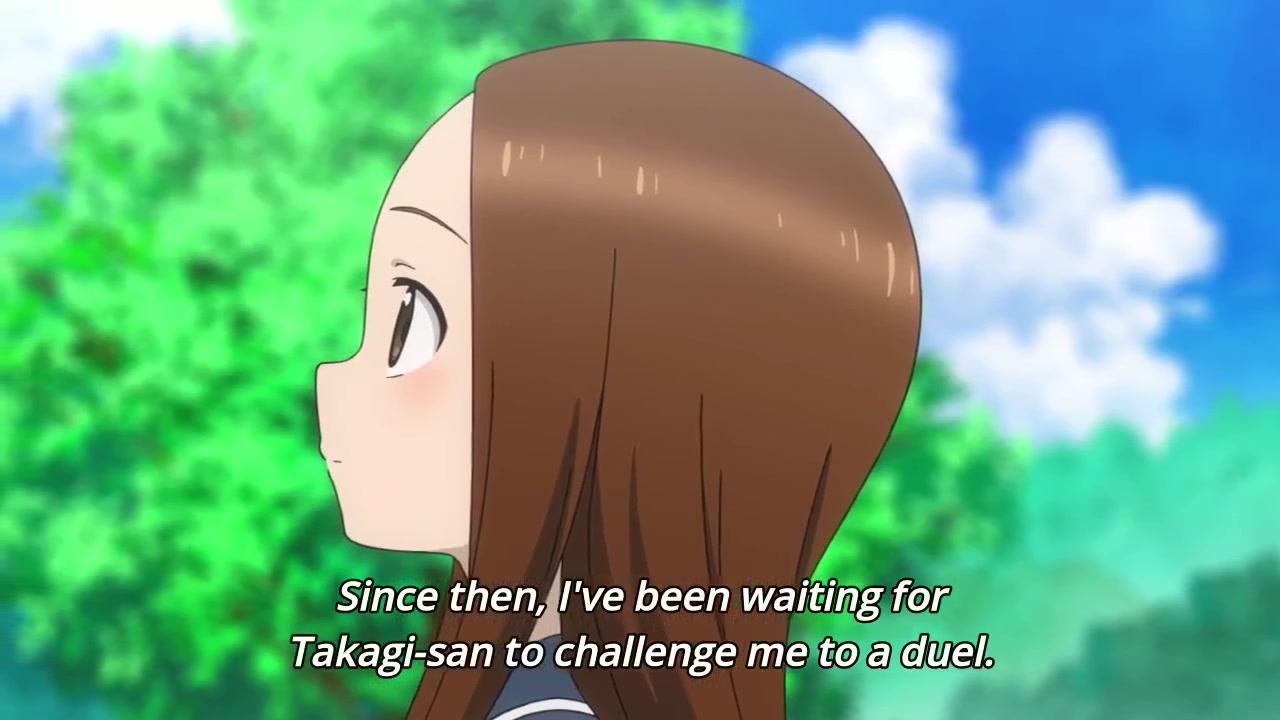 Since then, I've been waiting for
Takagi-san to challenge me to a duel.